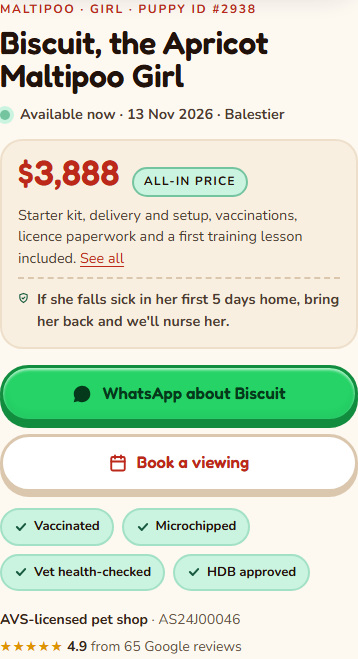 MALTIPOO · GIRL · PUPPY ID #2938
Biscuit, the Apricot
Maltipoo Girl
Available now · 13 Nov 2026 · Balestier
$3,888 ALL-IN PRICE
Starter kit, delivery and setup, vaccinations,
licence paperwork and a first training lesson
included. See all
If she falls sick in her first 5 days home, bring
her back and we'll nurse her.
WhatsApp about Biscuit
Book a viewing
Vaccinated Microchipped
Vet health-checked HDB approved
AVS-licensed pet shop · AS24J00046
★★★★★ 4.9 from 65 Google reviews